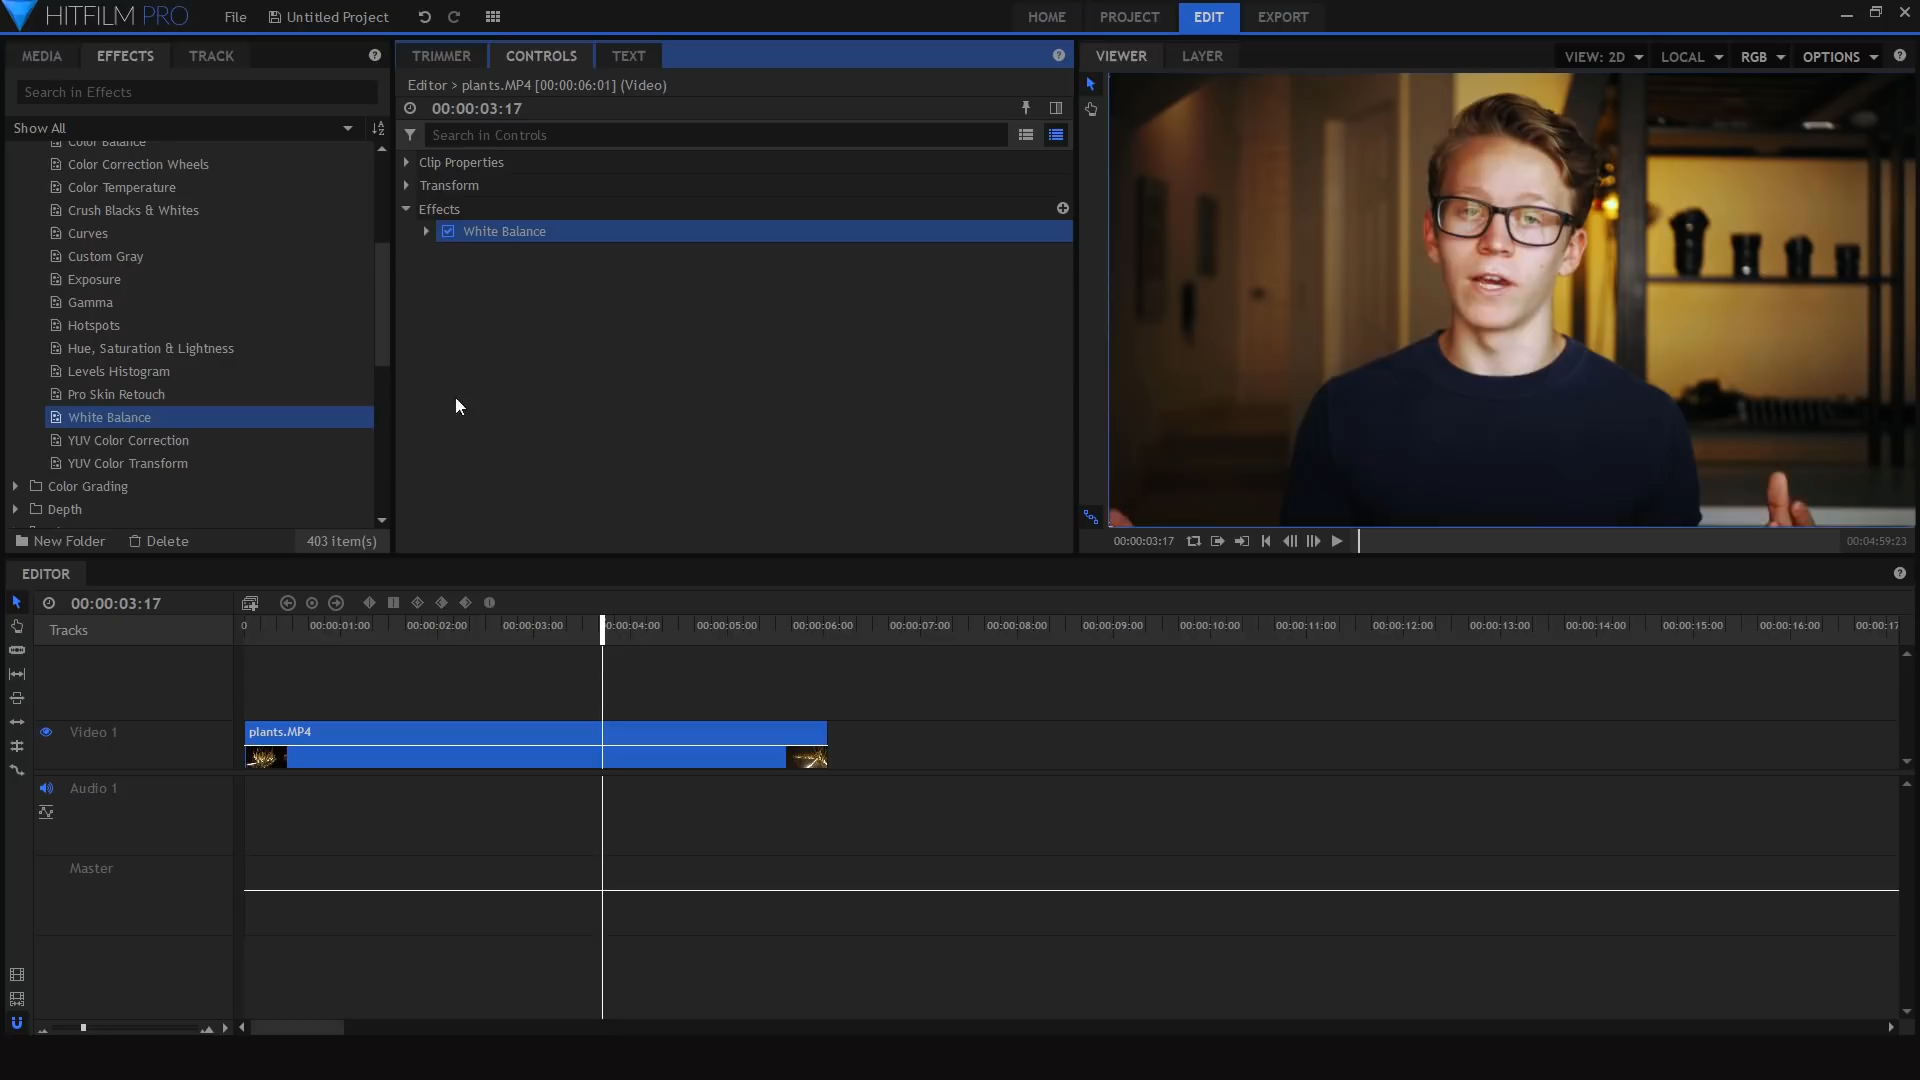 HITFILM PRO
File
Untitled Project
HOME
PROJECT
EDIT
EXPORT
MEDIA
EFFECTS
TRACK
Search in Effects
Show All
Color Balance
Color Correction Wheels
Color Temperature
Crush Blacks & Whites
Curves
Custom Gray
Exposure
Gamma
Hotspots
Hue, Saturation & Lightness
Levels Histogram
Pro Skin Retouch
White Balance
YUV Color Correction
YUV Color Transform
Color Grading
Depth
New Folder
Delete
403 item(s)
TRIMMER
CONTROLS
TEXT
Editor > plants.MP4 [00:00:06:01] (Video)
00:00:03:17
Search in Controls
Clip Properties
Transform
Effects
White Balance
VIEWER
LAYER
VIEW: 2D
LOCAL
RGB
OPTIONS
00:00:03:17
00:04:59:23
EDITOR
00:00:03:17
Tracks
0
00:00:01:00
00:00:02:00
00:00:03:00
0:00:04:00
00:00:05:00
00:00:06:00
00:00:07:00
00:00:08:00
00:00:09:00
00:00:10:00
00:00:11:00
00:00:12:00
00:00:13:00
00:00:14:00
00:00:15:00
00:00:16:00
00:00:17
Video 1
plants.MP4
Audio 1
Master